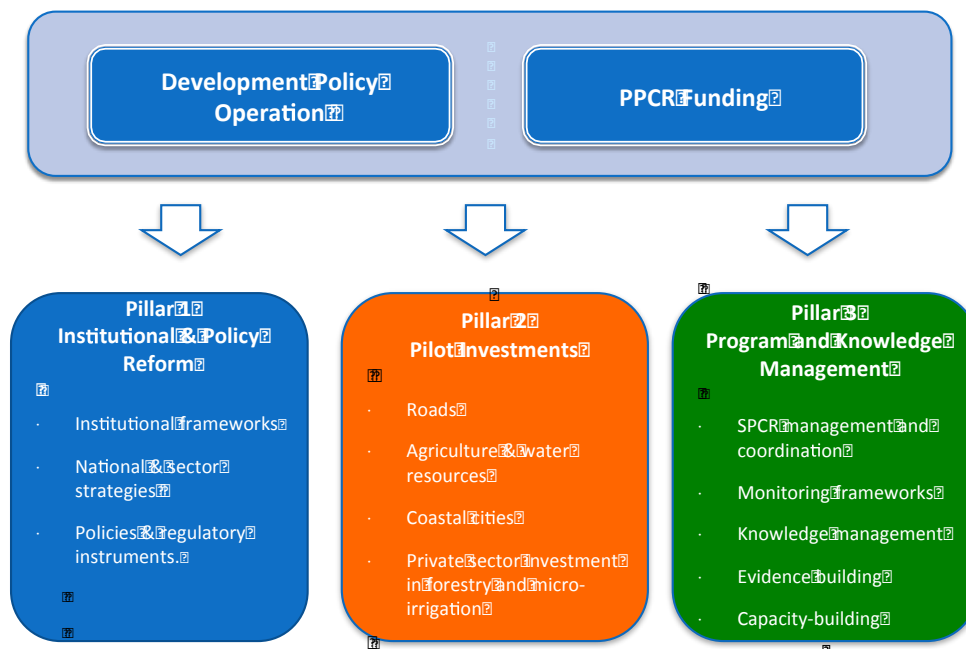 Development Policy
Operation
PPCR Funding
Pillar 1
Institutional & Policy
Reform
· Institutional frameworks
· National & sector
strategies
· Policies & regulatory
instruments.
Pillar 2
Pilot Investments
· Roads
· Agriculture & water
resources
· Coastal cities
· Private sector investment
in forestry and micro-
irrigation
Pillar 3
Program and Knowledge
Management
· SPCR management and
coordination
· Monitoring frameworks
· Knowledge management
· Evidence building
· Capacity-building